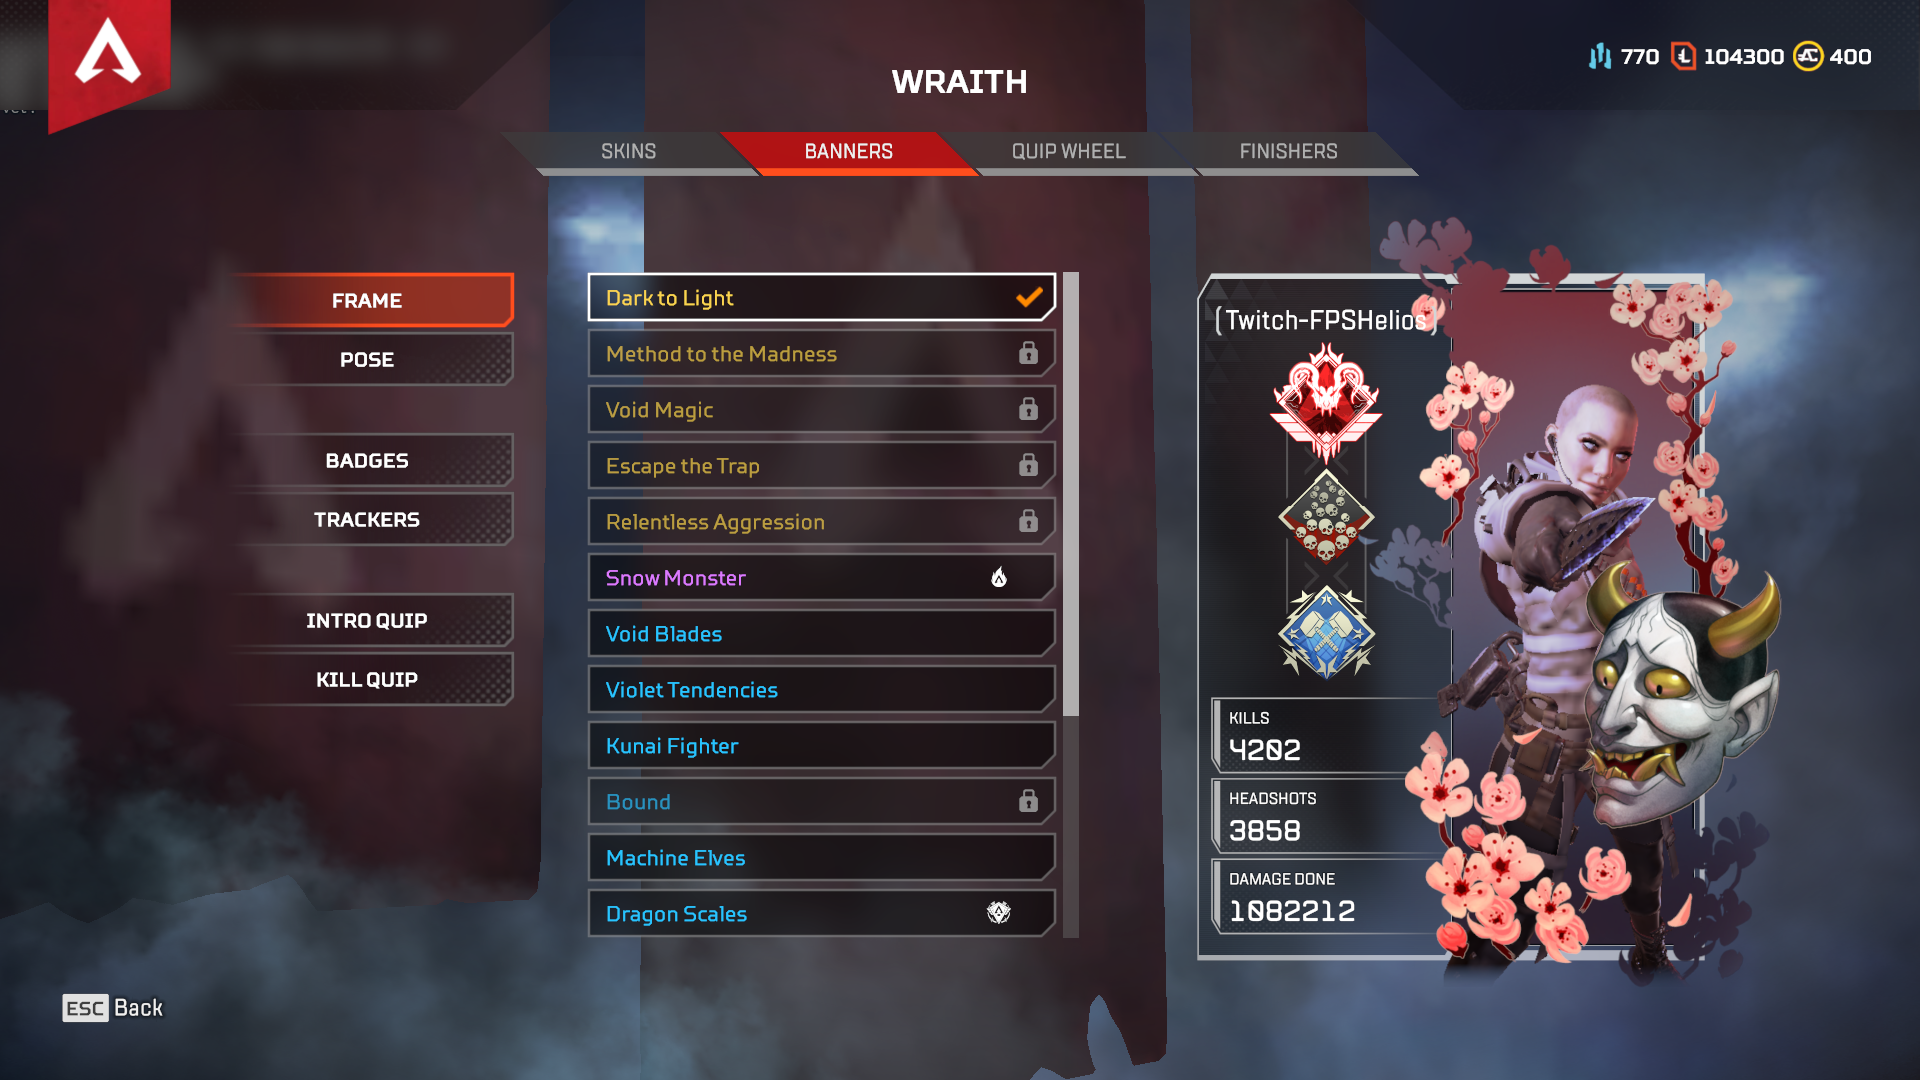 770 104300 400
WRAITH
SKINS BANNERS QUIP WHEEL FINISHERS
FRAME
POSE
BADGES
TRACKERS
INTRO QUIP
KILL QUIP
Dark to Light
Method to the Madness
Void Magic
Escape the Trap
Relentless Aggression
Snow Monster
Void Blades
Violet Tendencies
Kunai Fighter
Bound
Machine Elves
Dragon Scales
[Twitch-FPSHelios]
KILLS
4202
HEADSHOTS
3858
DAMAGE DONE
1082212
ESC Back